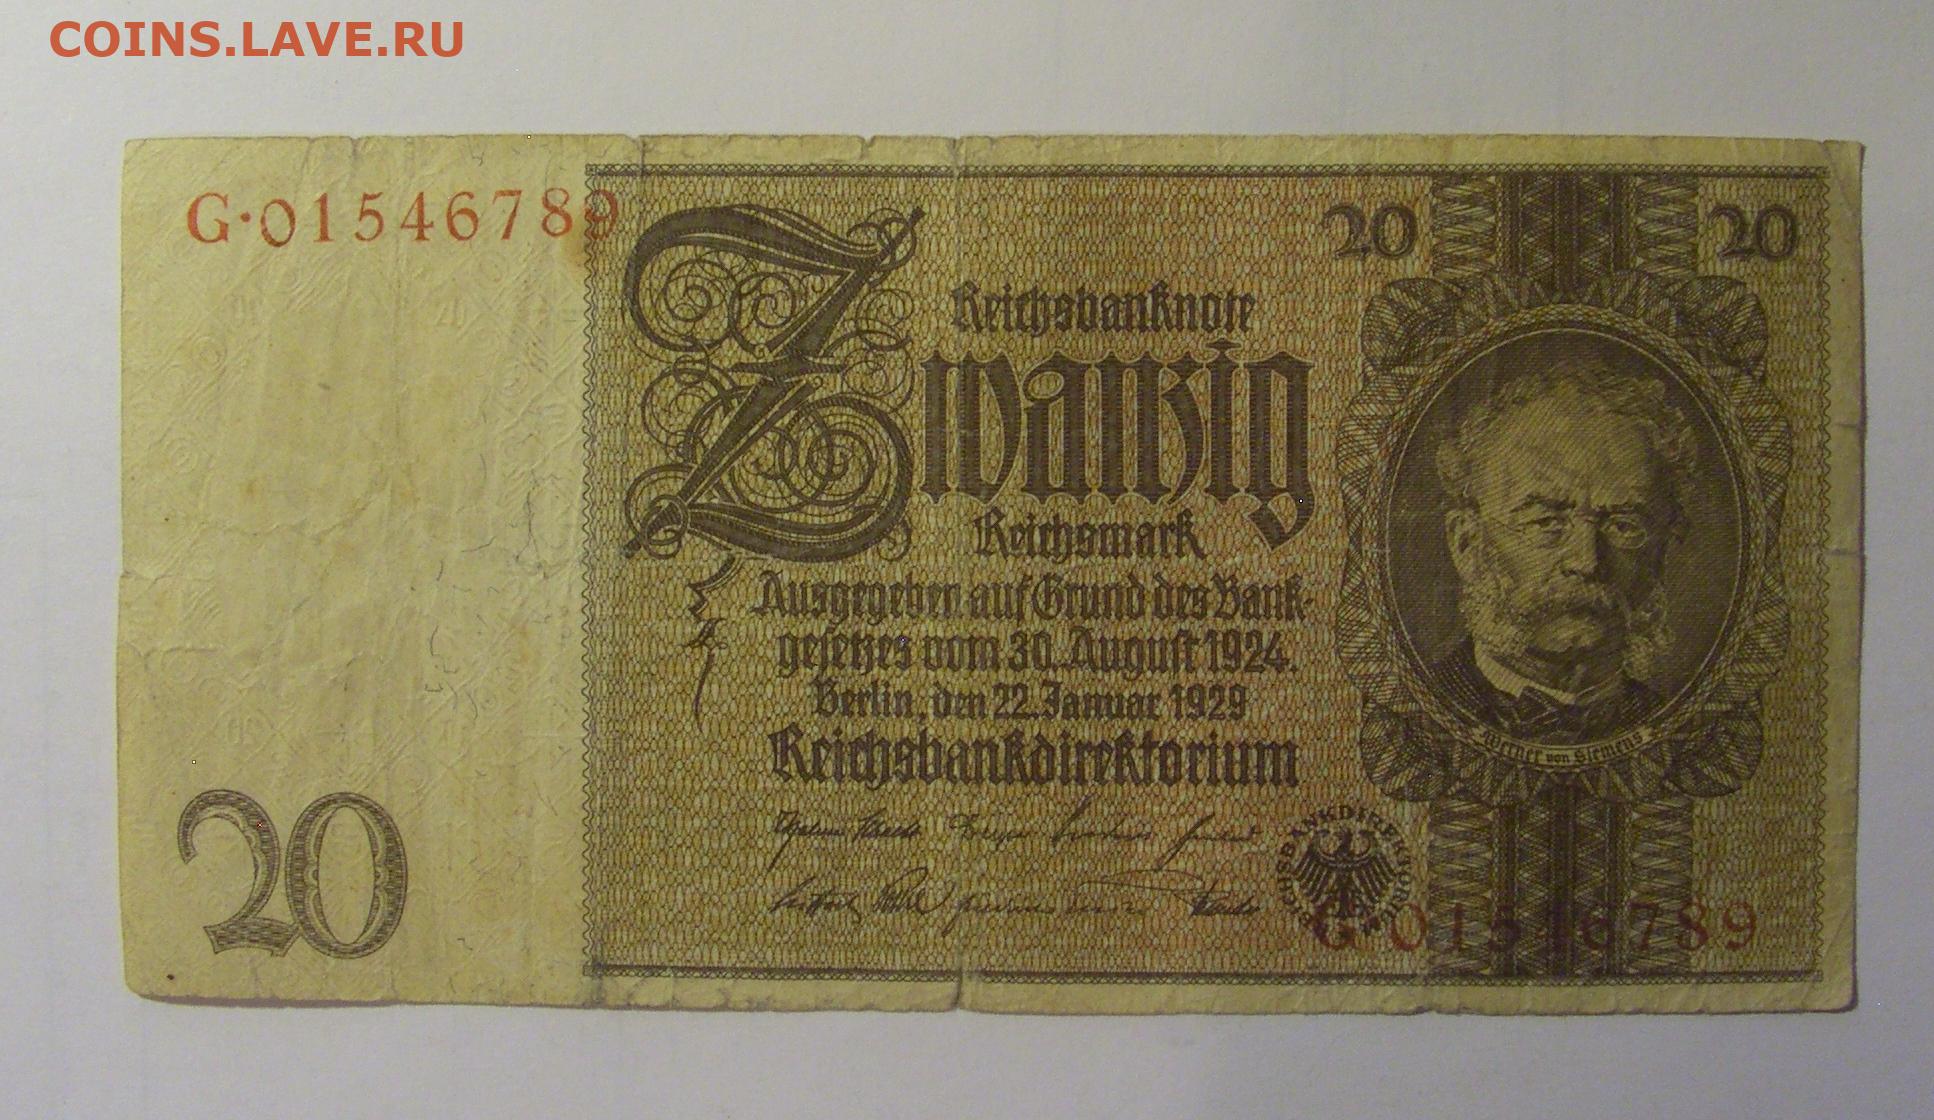 COINS.LAVE.RU
G·01546789
20 20
Reichsbanknote
Zwanzig
Reichsmark
Ausgegeben auf Grund des Bank-
gesetzes vom 30. August 1924.
Berlin, den 22. Januar 1929
Reichsbankdirektorium
Werner von Siemens
REICHSBANKDIREKTORIUM
G·01546789
20